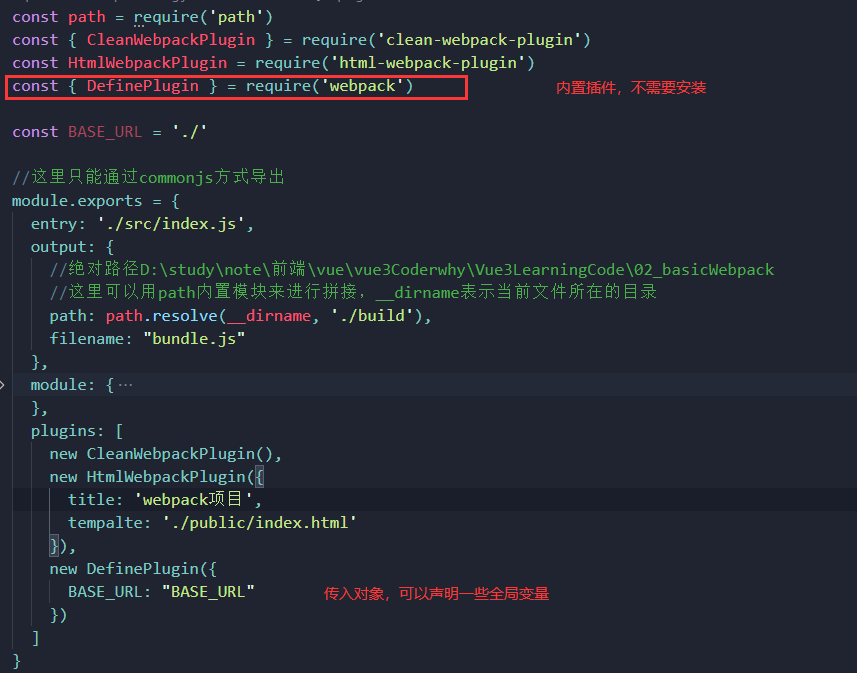 const path = require('path')
const { CleanWebpackPlugin } = require('clean-webpack-plugin')
const HtmlWebpackPlugin = require('html-webpack-plugin')
const { DefinePlugin } = require('webpack') 内置插件，不需要安装
const BASE_URL = './'
//这里只能通过commonjs方式导出
module.exports = {
entry: './src/index.js',
output: {
//绝对路径D:\study\note\前端\vue\vue3Coderwhy\Vue3LearningCode\02_basicWebpack
//这里可以用path内置模块来进行拼接，__dirname表示当前文件所在的目录
path: path.resolve(__dirname, './build'),
filename: "bundle.js"
},
module: {···
},
plugins: [
new CleanWebpackPlugin(),
new HtmlWebpackPlugin({
title: 'webpack项目',
tempalte: './public/index.html'
}),
new DefinePlugin({
BASE_URL: "BASE_URL" 传入对象，可以声明一些全局变量
})
]
}